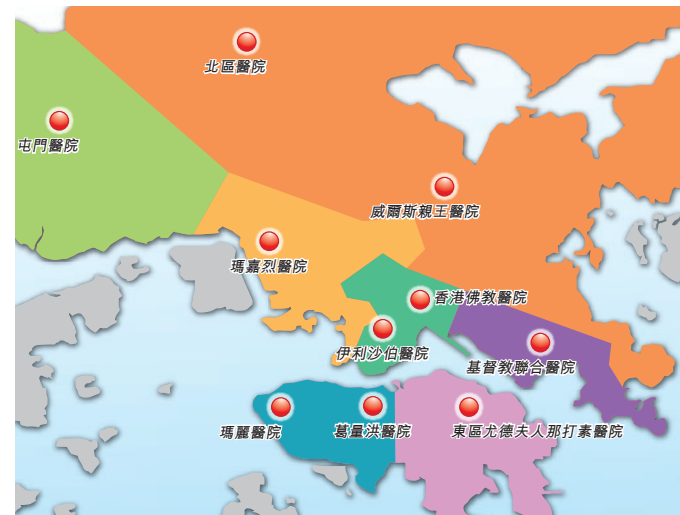 北區醫院
屯門醫院
威爾斯親王醫院
瑪嘉烈醫院
香港佛教醫院
伊利沙伯醫院
基督教聯合醫院
瑪麗醫院
葛量洪醫院
東區尤德夫人那打素醫院